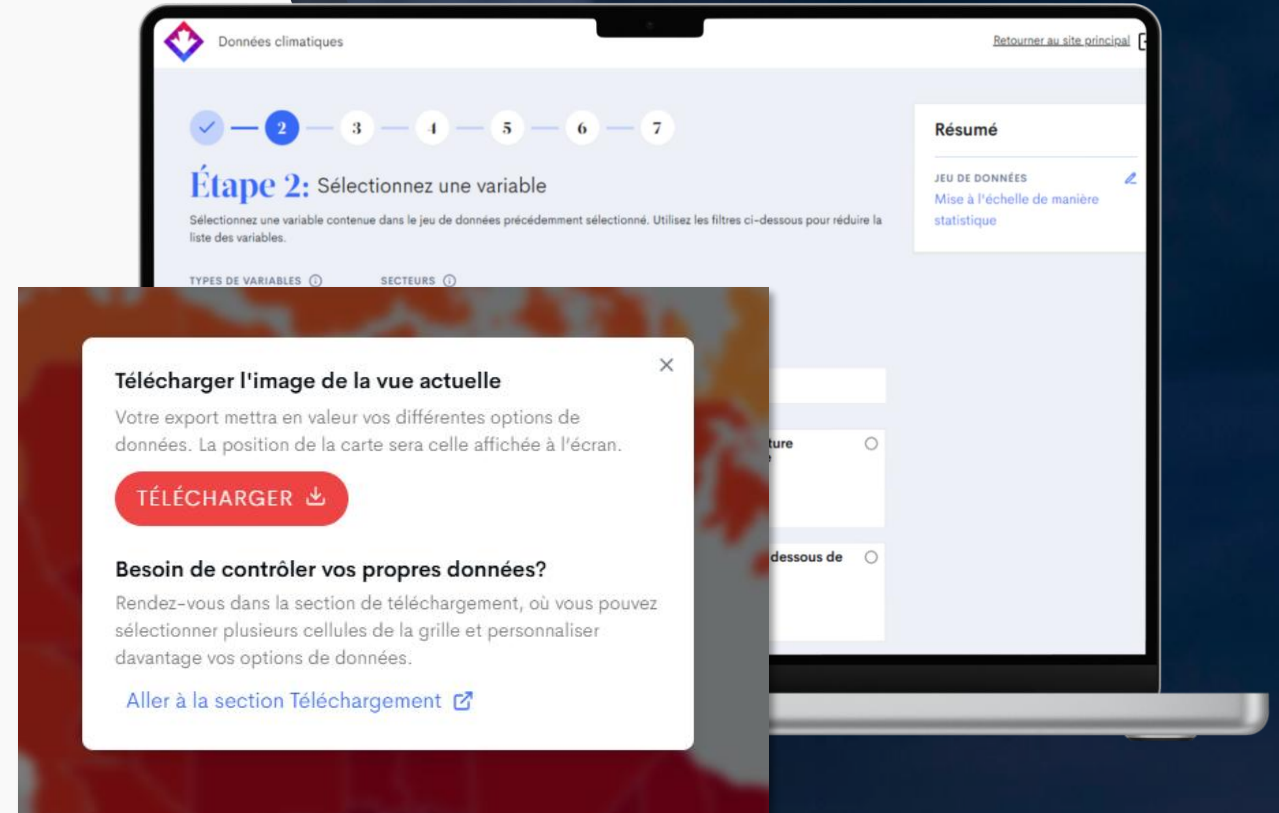 Données climatiques
Retourner au site principal
2 3 4 5 6 7
Étape 2: Sélectionnez une variable
Sélectionnez une variable contenue dans le jeu de données précédemment sélectionné. Utilisez les filtres ci-dessous pour réduire la
liste des variables.
TYPES DE VARIABLES
SECTEURS
Résumé
JEU DE DONNÉES
Mise à l'échelle de manière
statistique
ture
dessous de
Télécharger l'image de la vue actuelle
Votre export mettra en valeur vos différentes options de
données. La position de la carte sera celle affichée à l'écran.
TÉLÉCHARGER
Besoin de contrôler vos propres données?
Rendez-vous dans la section de téléchargement, où vous pouvez
sélectionner plusieurs cellules de la grille et personnaliser
davantage vos options de données.
Aller à la section Téléchargement